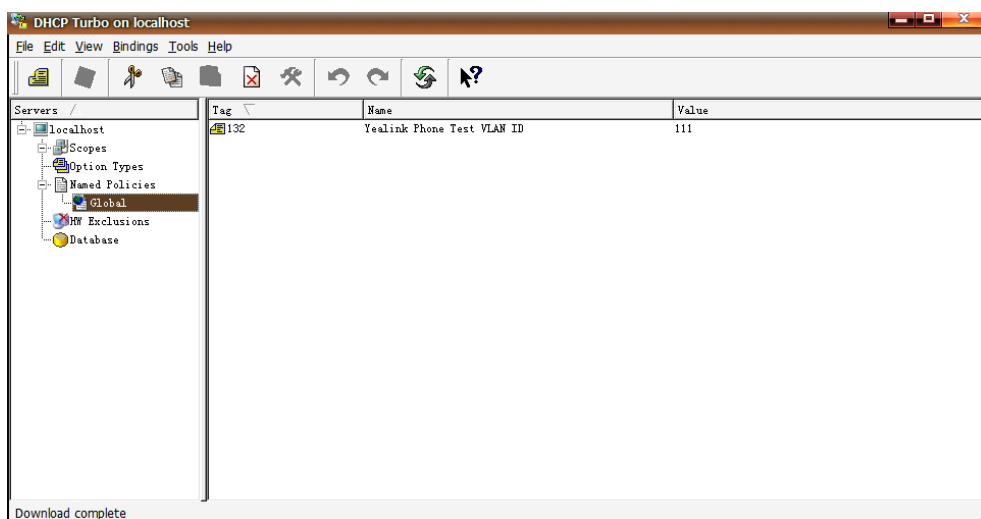 DHCP Turbo on localhost
File Edit View Bindings Tools Help
Servers
Tag Name Value
localhost
132 Yealink Phone Test VLAN ID 111
Scopes
Option Types
Named Policies
Global
HW Exclusions
Database
Download complete